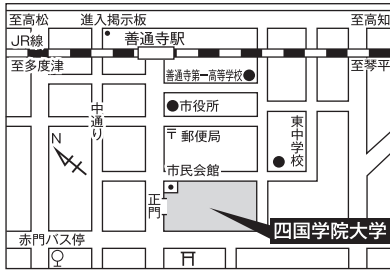 至高松
進入掲示板
至高知
JR線
善通寺駅
至多度津
至琴平
善通寺第一高等学校
中通り
市役所
〒郵便局
東中学校
N
市民会館
正門
四国学院大学
赤門バス停